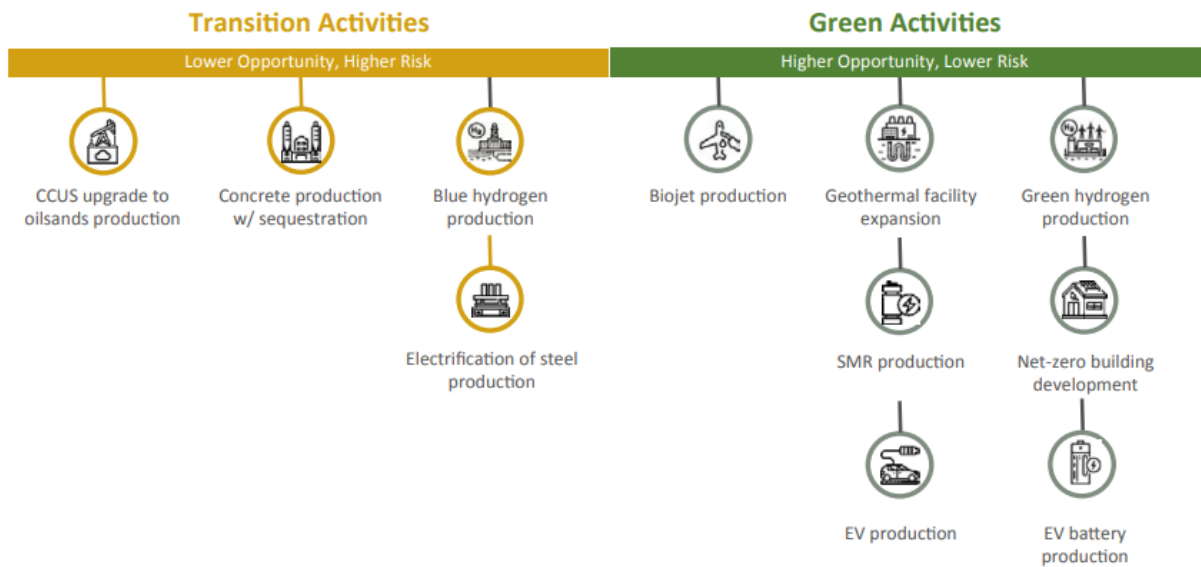 Transition Activities
Green Activities
Lower Opportunity, Higher Risk
Higher Opportunity, Lower Risk
CCUS upgrade to
oilsands production
Concrete production
w/ sequestration
Blue hydrogen
production
Biojet production
Geothermal facility
expansion
Green hydrogen
production
Electrification of steel
production
SMR production
Net-zero building
development
EV production
EV battery
production